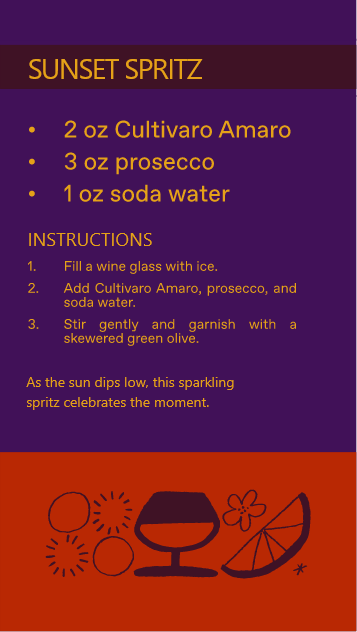 SUNSET SPRITZ
• 2 oz Cultivaro Amaro
• 3 oz prosecco
• 1 oz soda water
INSTRUCTIONS
1. Fill a wine glass with ice.
2. Add Cultivaro Amaro, prosecco, and
soda water.
3. Stir gently and garnish with a
skewered green olive.
As the sun dips low, this sparkling
spritz celebrates the moment.